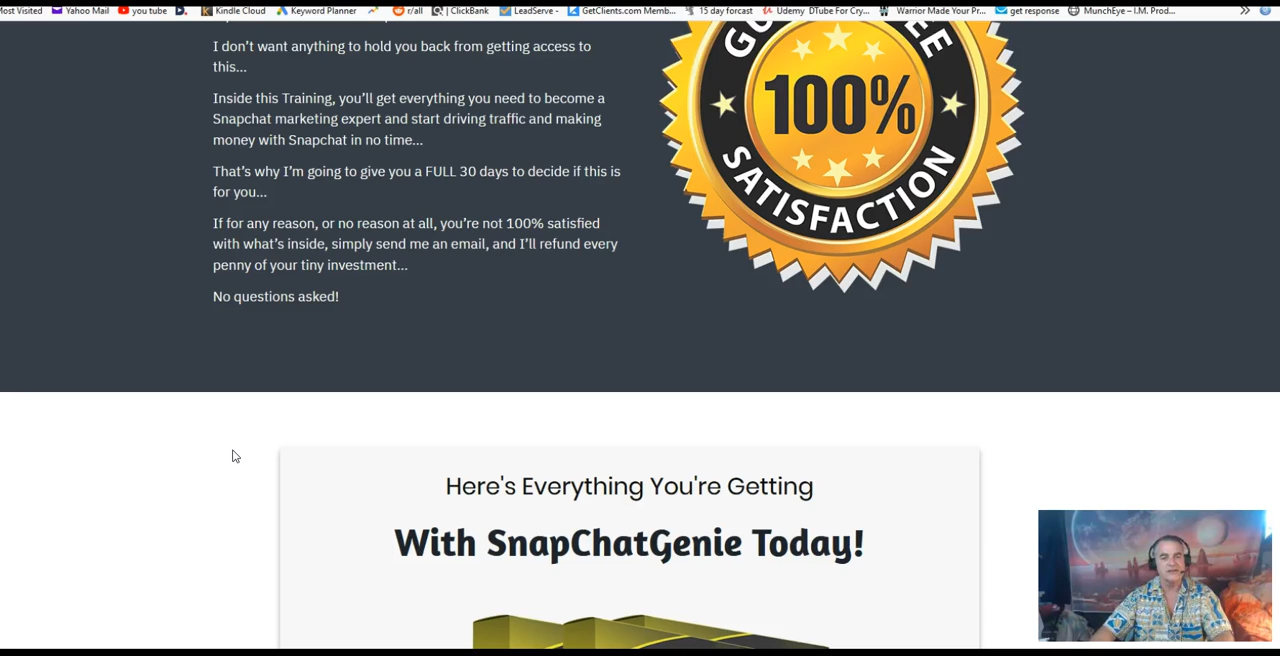 ost Visited Yahoo Mail you tube Kindle Cloud Keyword Planner r/all | ClickBank LeadServe - GetClients.com Memb... 15 day forcast Udemy DTube For Cry... Warrior Made Your Pr... get response MunchEye – I.M. Prod...
I don’t want anything to hold you back from getting access to
this...
Inside this Training, you’ll get everything you need to become a
Snapchat marketing expert and start driving traffic and making
money with Snapchat in no time...
That’s why I’m going to give you a FULL 30 days to decide if this is
for you...
If for any reason, or no reason at all, you’re not 100% satisfied
with what’s inside, simply send me an email, and I’ll refund every
penny of your tiny investment...
No questions asked!
100%
SATISFACTION
Here's Everything You're Getting
With SnapChatGenie Today!